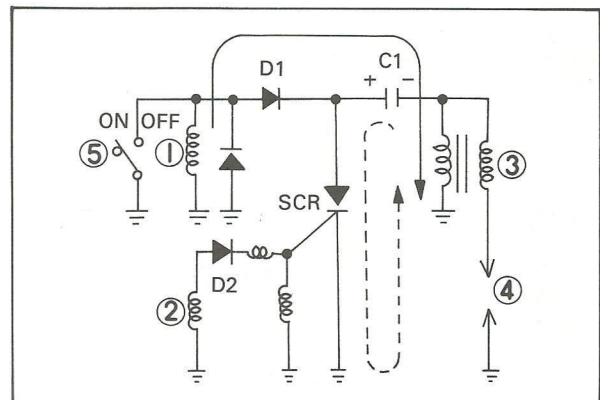 C1
D1
+ −
ON OFF
⑤ ① ③
SCR
D2
② ④